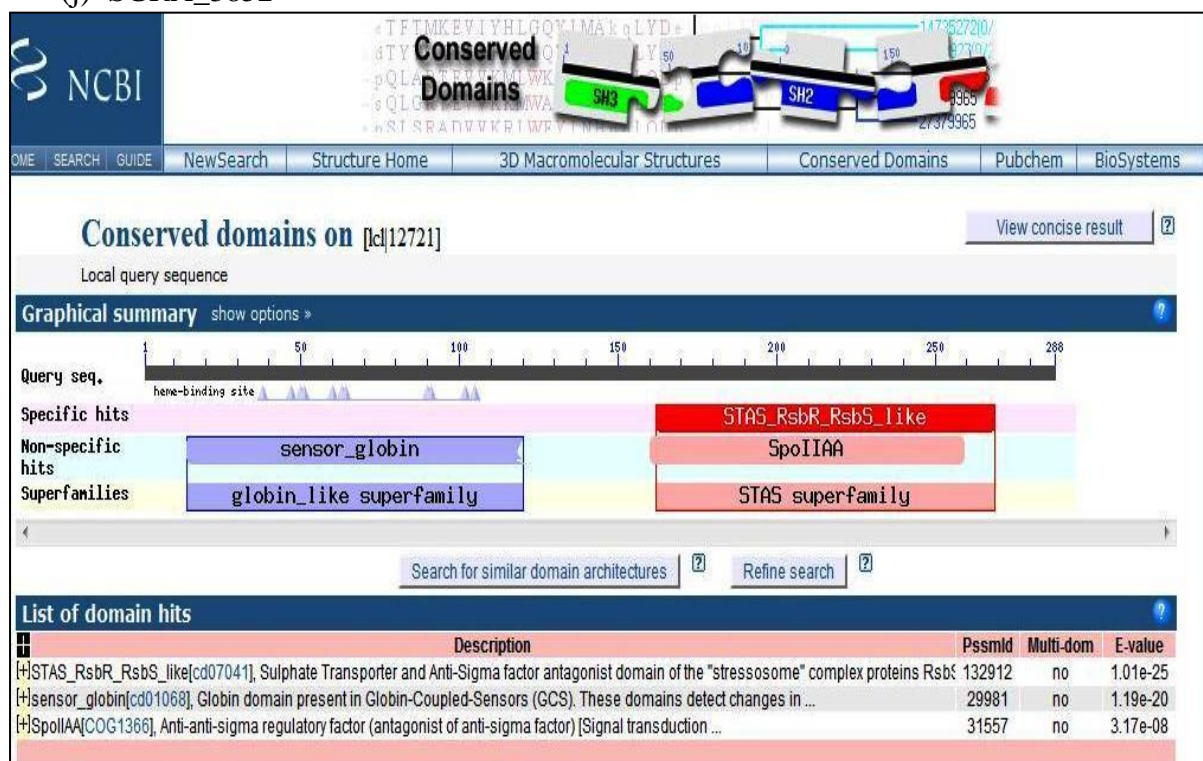 Conserved
Domains
NCBI
SH3
SH2
OME SEARCH GUIDE NewSearch Structure Home 3D Macromolecular Structures Conserved Domains Pubchem BioSystems
Conserved domains on [lcl|12721]
View concise result ?
Local query sequence
Graphical summary show options » ?
1 50 100 150 200 250 288
Query seq.
heme-binding site
Specific hits STAS_RsbR_RsbS_like
Non-specific sensor_globin SpoIIAA
hits
Superfamilies globin_like superfamily STAS superfamily
Search for similar domain architectures ? Refine search ?
List of domain hits ?
Description PssmId Multi-dom E-value
[+]STAS_RsbR_RsbS_like[cd07041], Sulphate Transporter and Anti-Sigma factor antagonist domain of the "stressosome" complex proteins RsbS 132912 no 1.01e-25
[+]sensor_globin[cd01068], Globin domain present in Globin-Coupled-Sensors (GCS). These domains detect changes in ... 29981 no 1.19e-20
[+]SpoIIAA[COG1366], Anti-anti-sigma regulatory factor (antagonist of anti-sigma factor) [Signal transduction ... 31557 no 3.17e-08